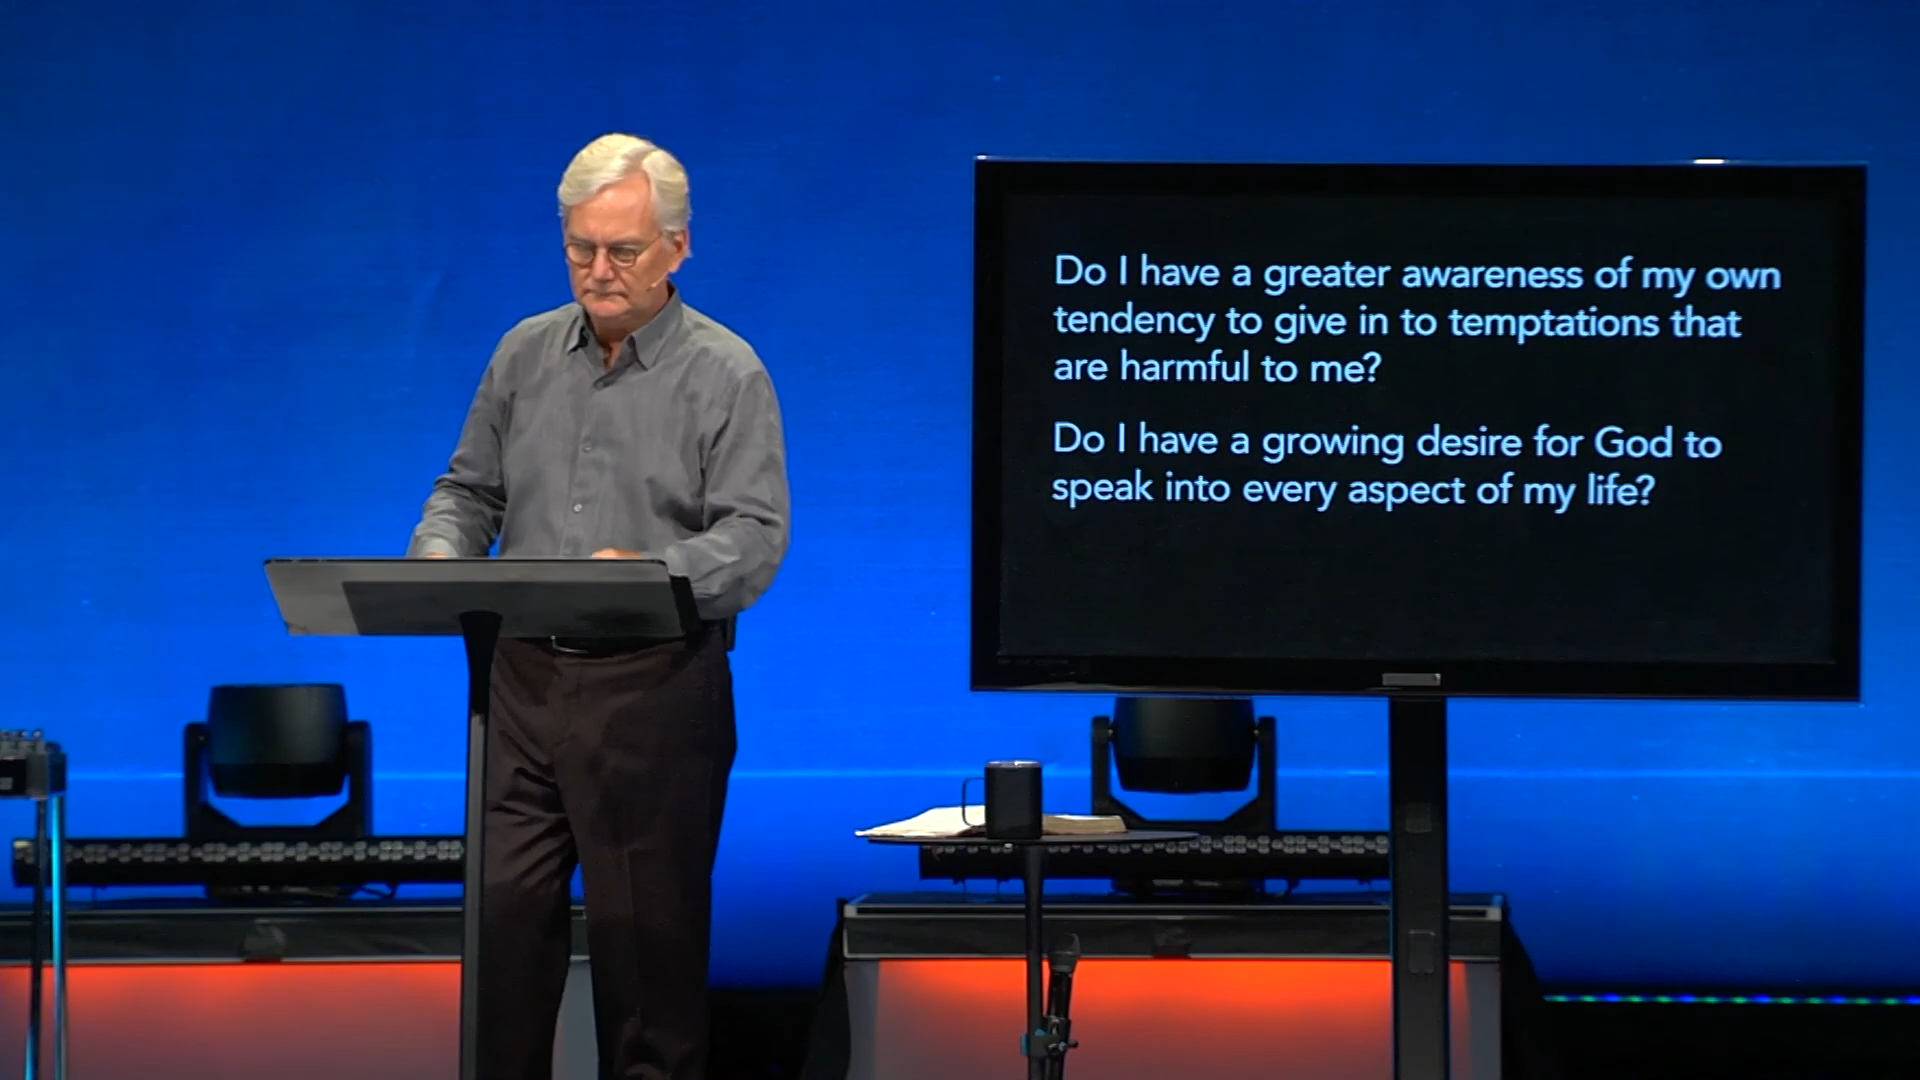 Do I have a greater awareness of my own
tendency to give in to temptations that
are harmful to me?
Do I have a growing desire for God to
speak into every aspect of my life?